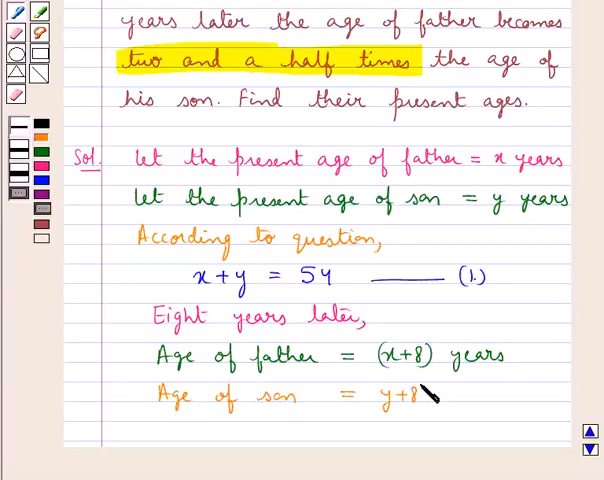 years later the age of father becomes
two and a half times the age of
his son. Find their present ages.
Sol. Let the present age of father = x years
Let the present age of son = y years
According to question,
x+y = 54 ——— (1.)
Eight years later,
Age of father = (x+8) years
Age of son = y+8